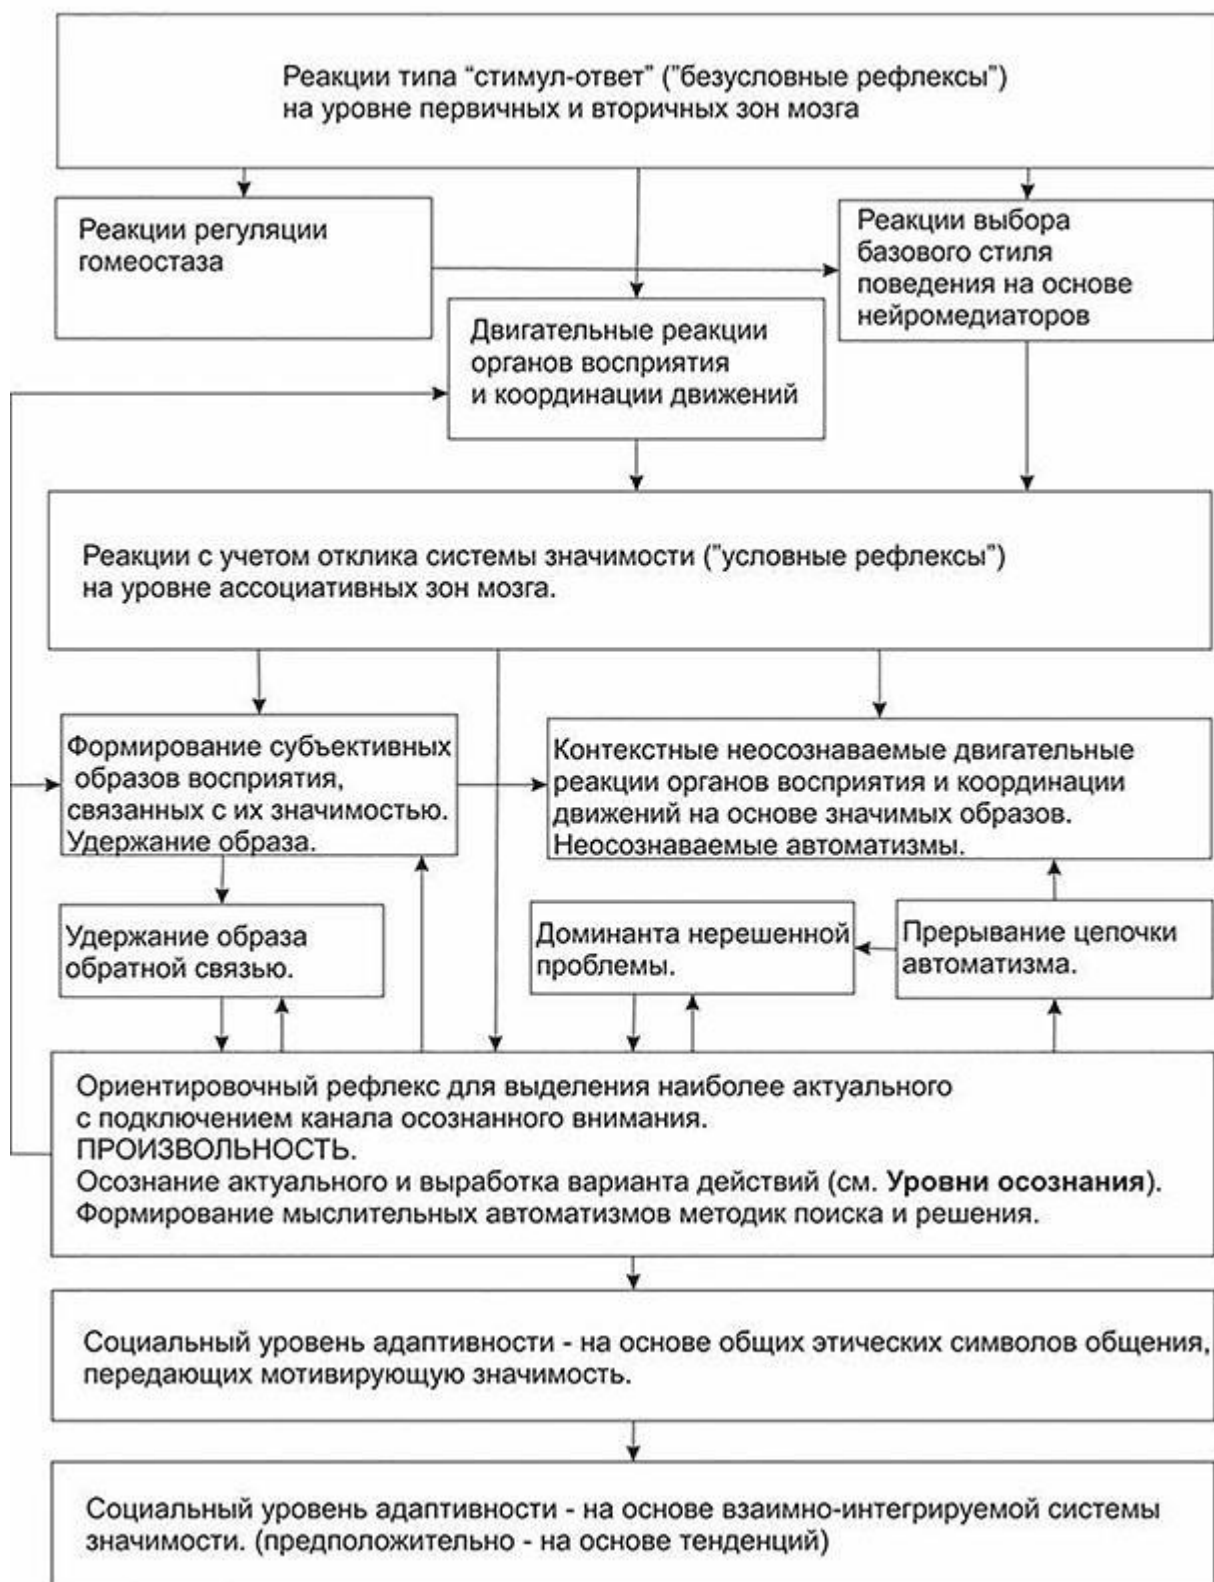 Реакции типа “стимул-ответ” (”безусловные рефлексы”)
на уровне первичных и вторичных зон мозга
Реакции регуляции
гомеостаза
Реакции выбора
базового стиля
поведения на основе
нейромедиаторов
Двигательные реакции
органов восприятия
и координации движений
Реакции с учетом отклика системы значимости (”условные рефлексы”)
на уровне ассоциативных зон мозга.
Формирование субъективных
образов восприятия,
связанных с их значимостью.
Удержание образа.
Контекстные неосознаваемые двигательные
реакции органов восприятия и координации
движений на основе значимых образов.
Неосознаваемые автоматизмы.
Удержание образа
обратной связью.
Доминанта нерешенной
проблемы.
Прерывание цепочки
автоматизма.
Ориентировочный рефлекс для выделения наиболее актуального
с подключением канала осознанного внимания.
ПРОИЗВОЛЬНОСТЬ.
Осознание актуального и выработка варианта действий (см. Уровни осознания).
Формирование мыслительных автоматизмов методик поиска и решения.
Социальный уровень адаптивности - на основе общих этических символов общения,
передающих мотивирующую значимость.
Социальный уровень адаптивности - на основе взаимно-интегрируемой системы
значимости. (предположительно - на основе тенденций)